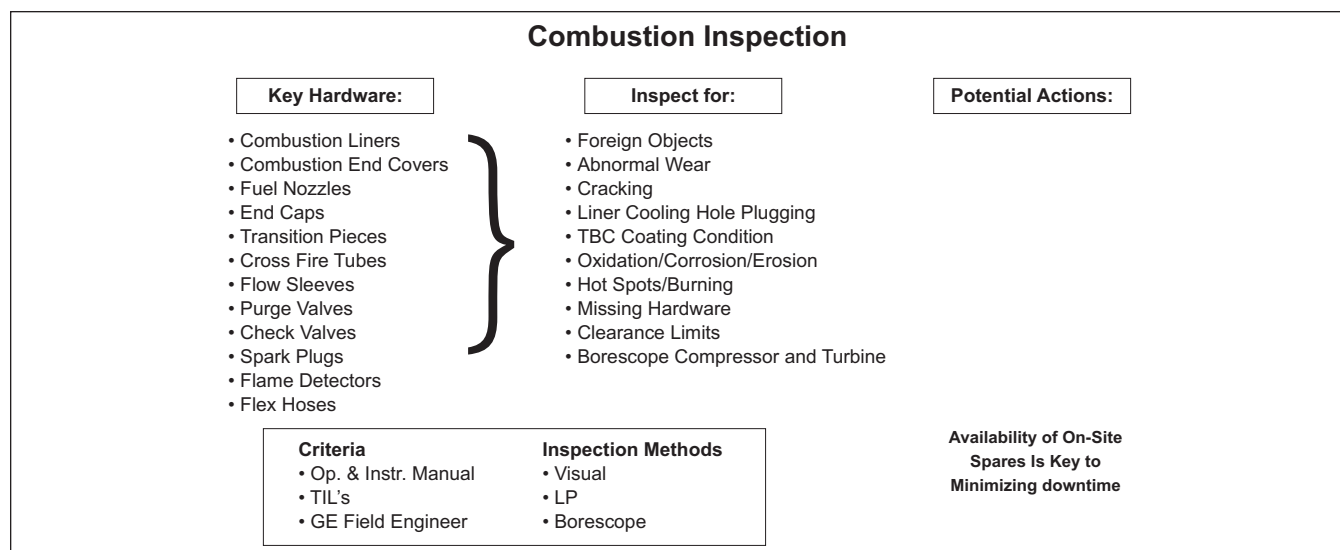 Combustion Inspection
Key Hardware:
• Combustion Liners
• Combustion End Covers
• Fuel Nozzles
• End Caps
• Transition Pieces
• Cross Fire Tubes
• Flow Sleeves
• Purge Valves
• Check Valves
• Spark Plugs
• Flame Detectors
• Flex Hoses
Inspect for:
• Foreign Objects
• Abnormal Wear
• Cracking
• Liner Cooling Hole Plugging
• TBC Coating Condition
• Oxidation/Corrosion/Erosion
• Hot Spots/Burning
• Missing Hardware
• Clearance Limits
• Borescope Compressor and Turbine
Potential Actions:
Criteria
• Op. & Instr. Manual
• TIL’s
• GE Field Engineer
Inspection Methods
• Visual
• LP
• Borescope
Availability of On-Site
Spares Is Key to
Minimizing downtime